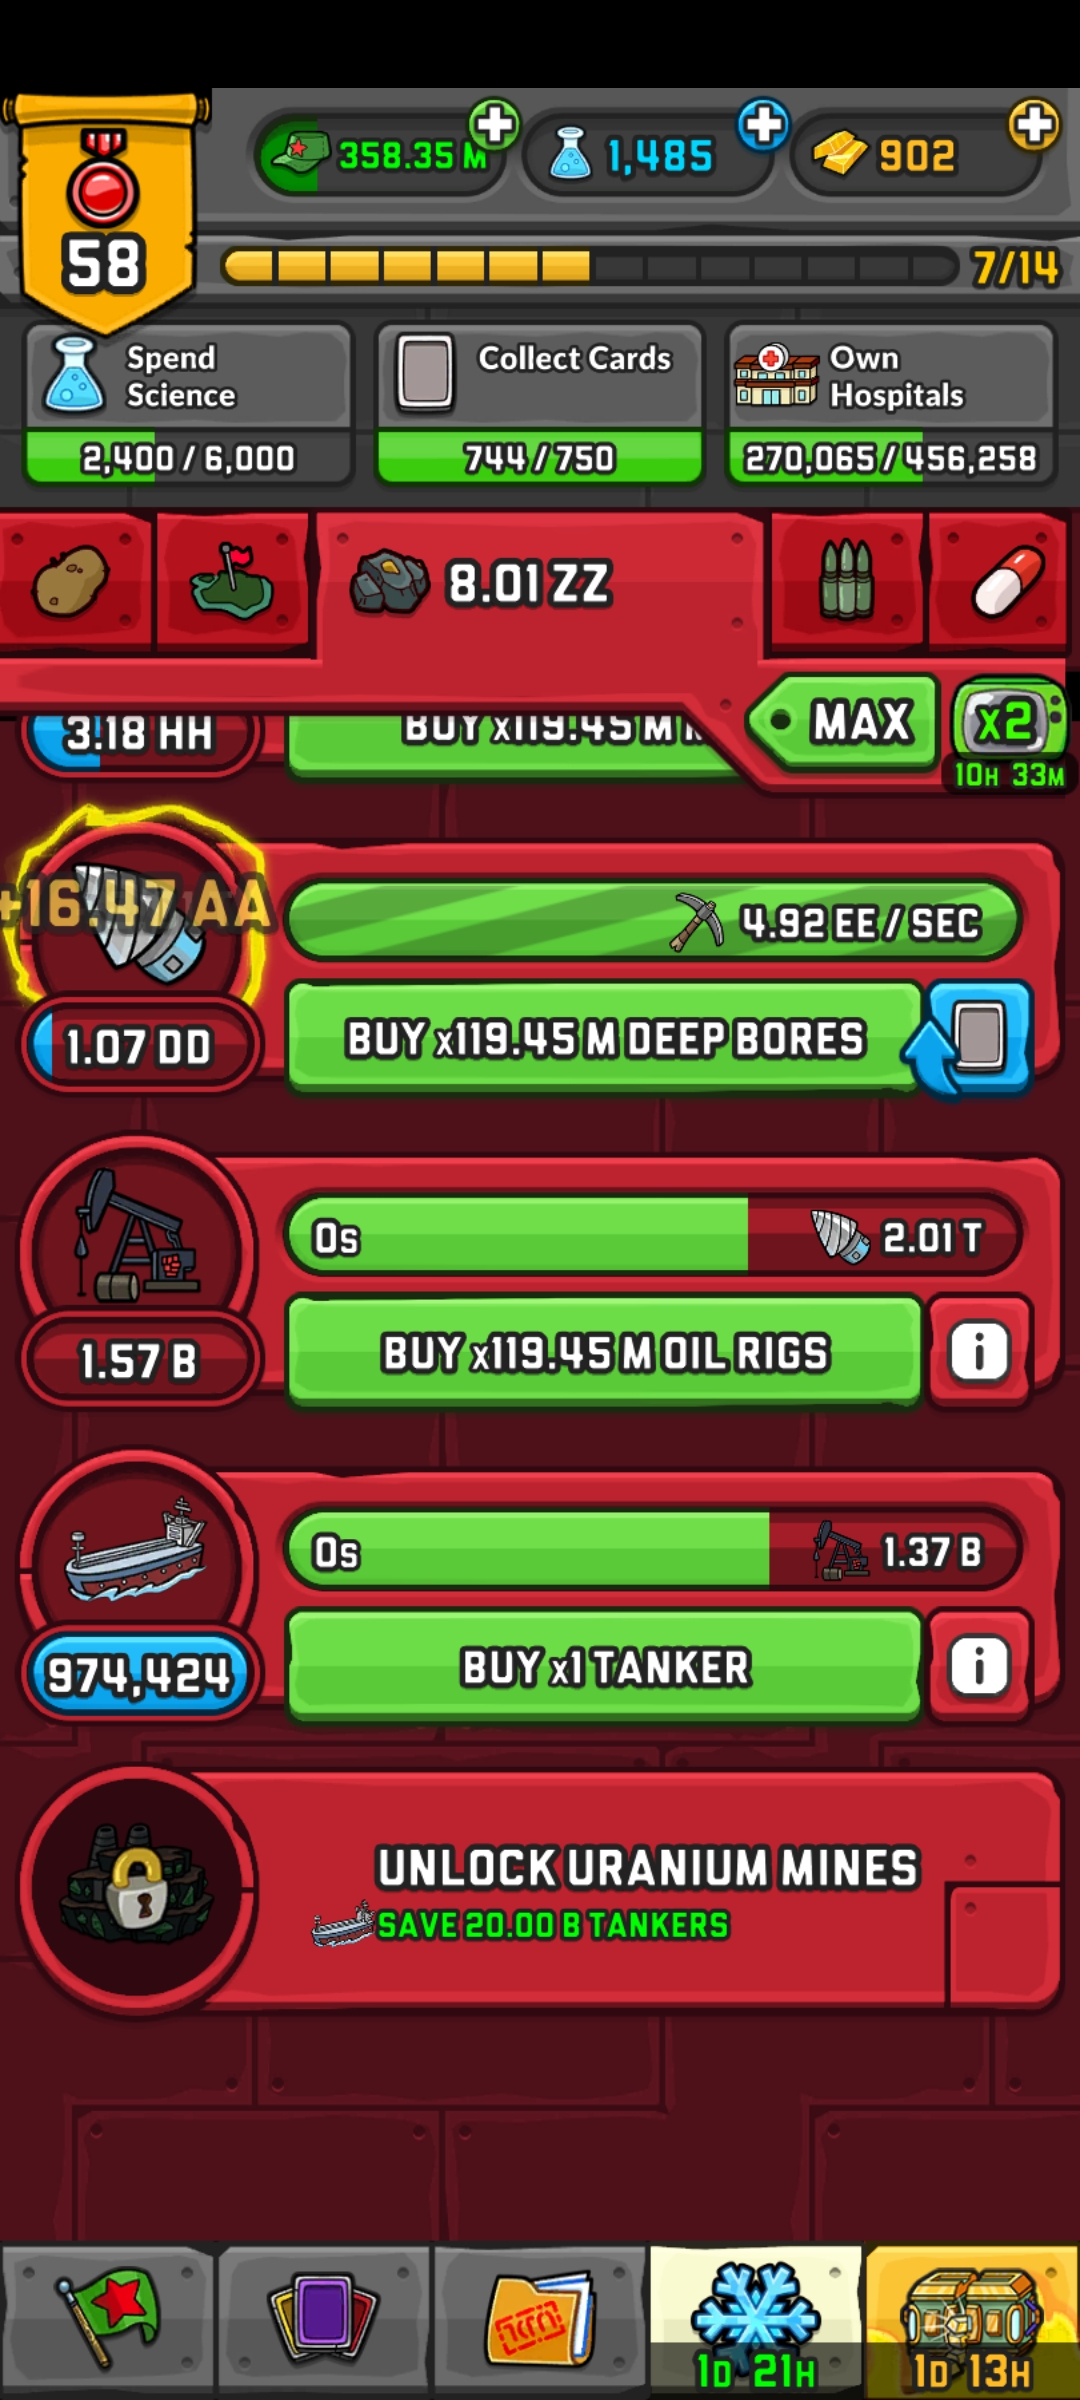 358.35 M
1,485
902
58
7/14
Spend
Science
Collect Cards
Own
Hospitals
2,400 / 6,000
744 / 750
270,065 / 456,258
8.01 ZZ
MAX
x2
10H 33M
3.18 HH
BUY x119.45 M
+16.47 AA
4.92 EE / SEC
1.07 DD
BUY x119.45 M DEEP BORES
0s
2.01 T
1.57 B
BUY x119.45 M OIL RIGS
0s
1.37 B
974,424
BUY x1 TANKER
UNLOCK URANIUM MINES
SAVE 20.00 B TANKERS
1D 21H
1D 13H